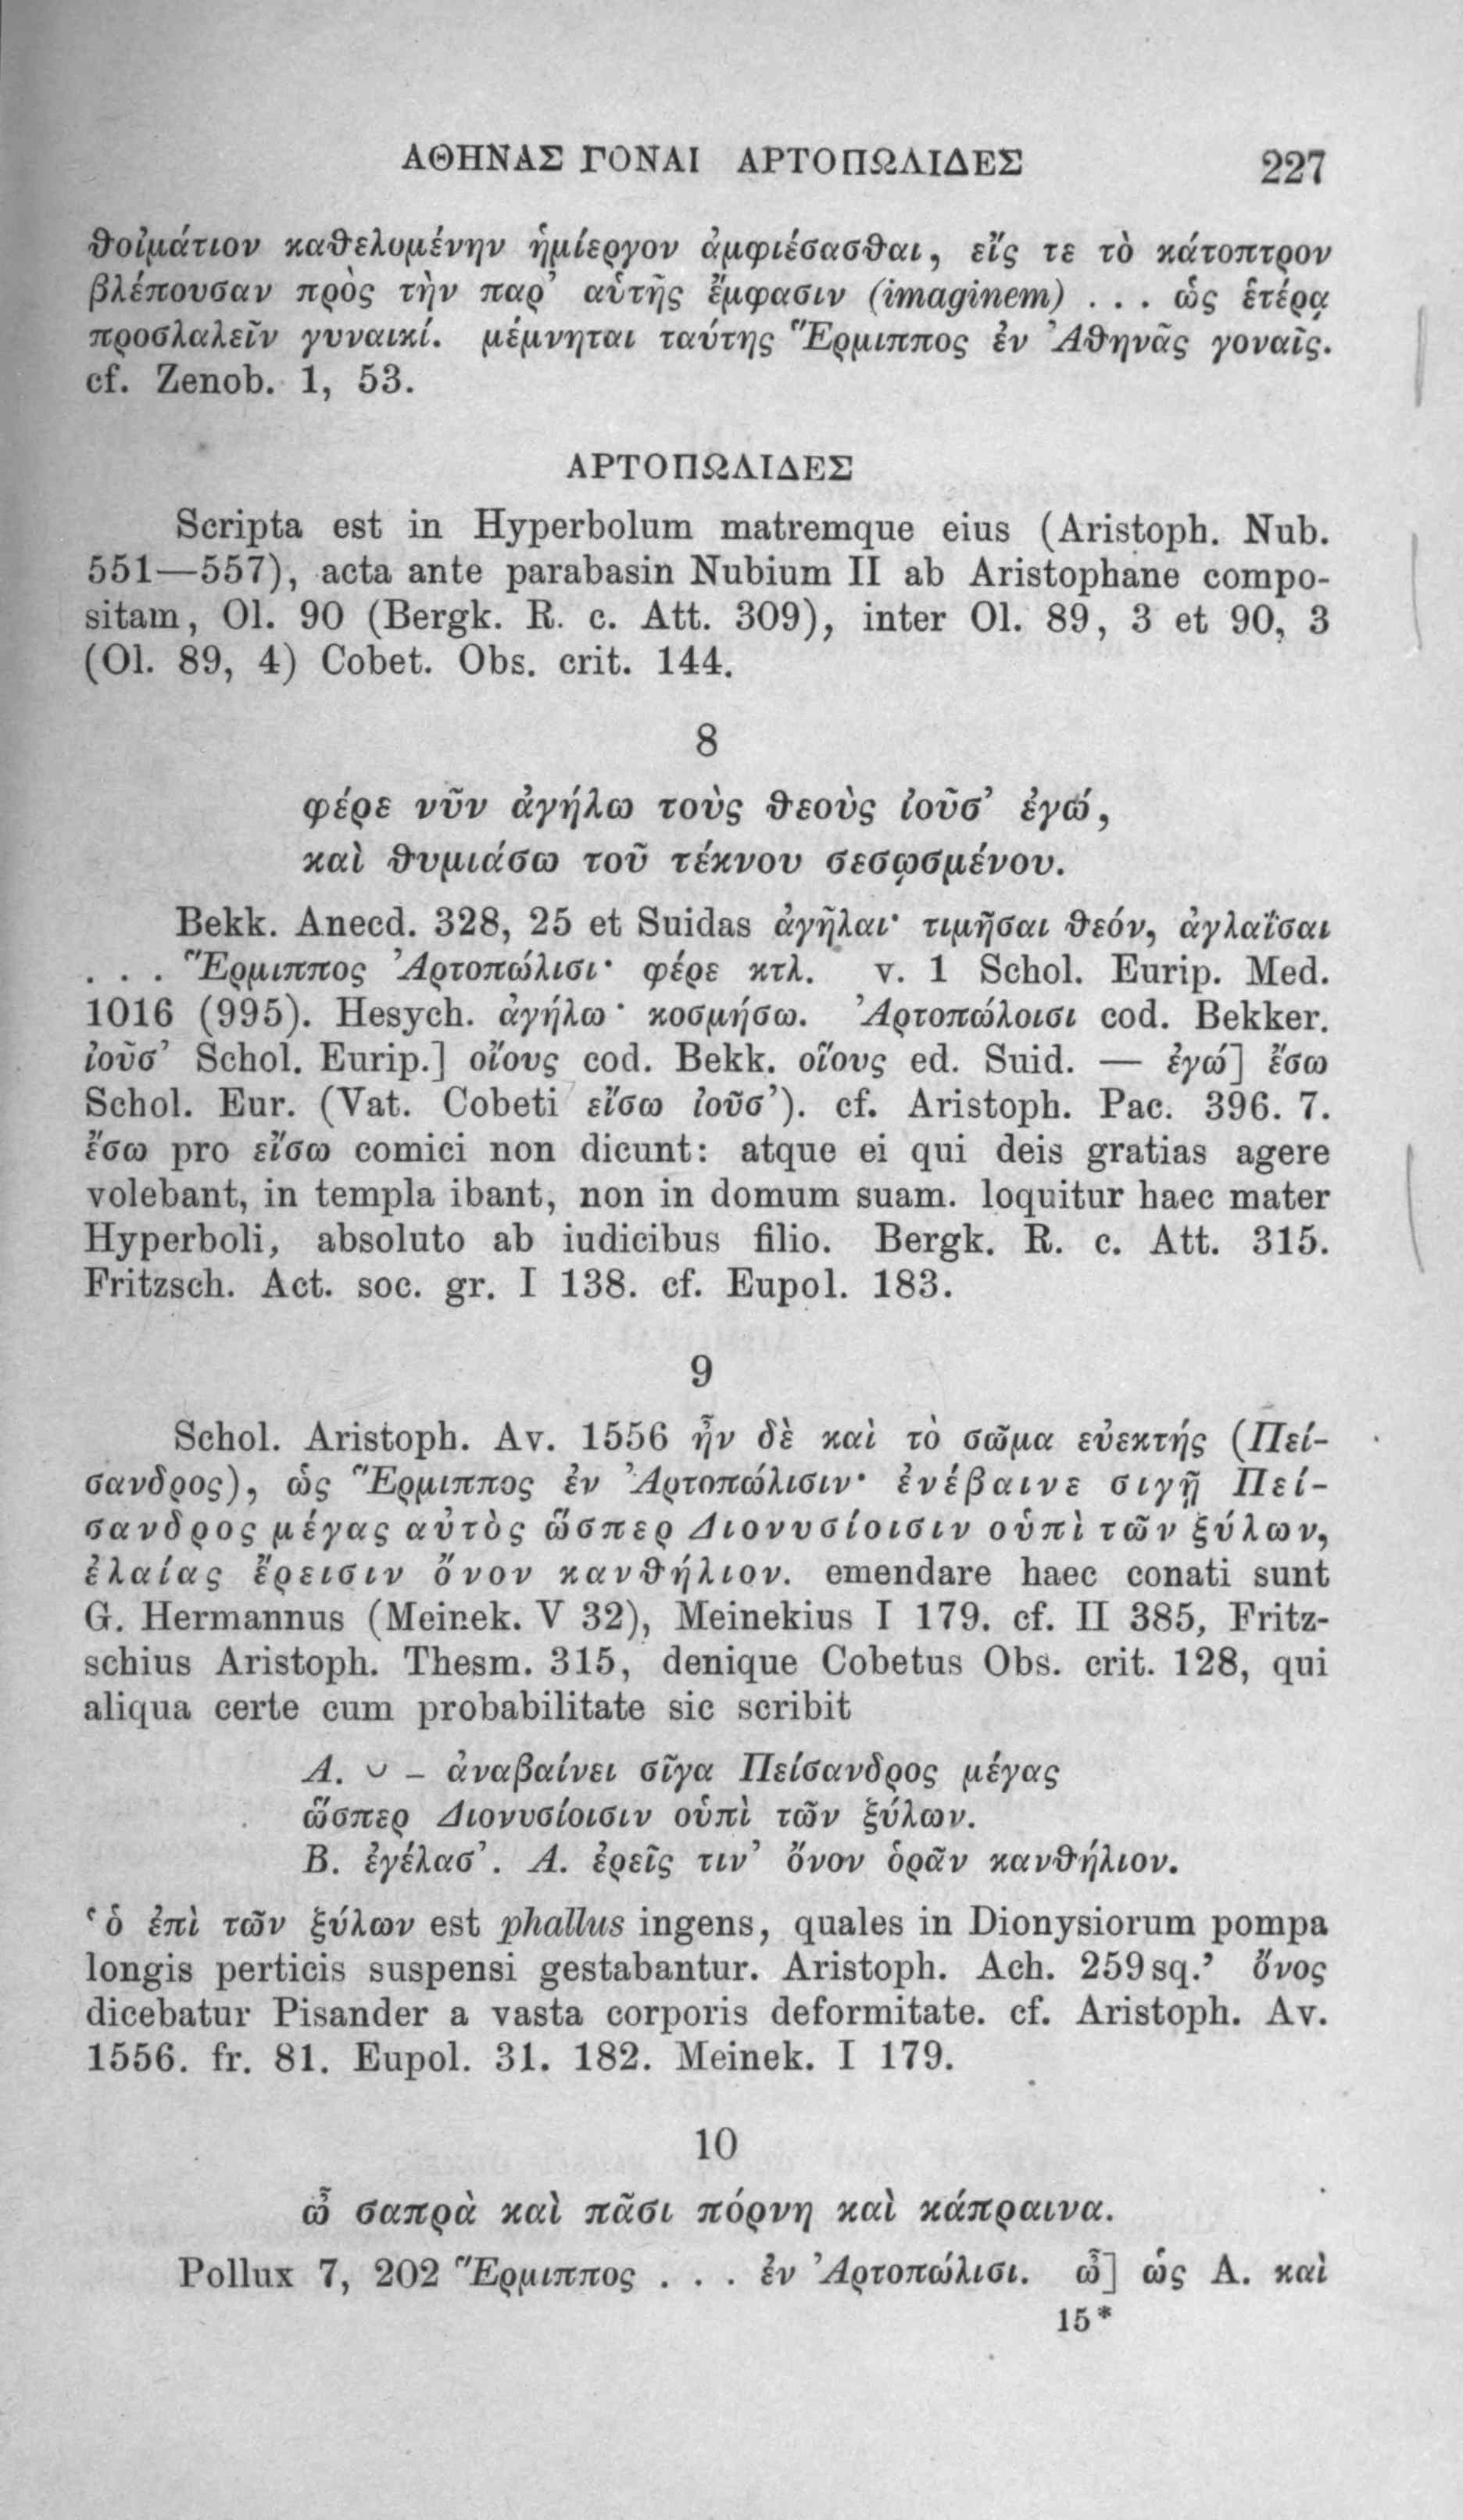 ΑΘΗΝΑΣ ΓΟΝΑΙ ΑΡΤΟΠΩΛΙΔΕΣ 227
θοἰμάτιον καθελομένην ἡμίεργον ἀμφιέσασθαι, εἴς τε τὸ κάτοπτρον
βλέπουσαν πρὸς τὴν παρ' αὐτῆς ἔμφασιν (imaginem) . . . ὡς ἑτέρᾳ
προσλαλεῖν γυναικί. μέμνηται ταύτης Ἕρμιππος ἐν Ἀθηνᾶς γοναῖς.
cf. Zenob. 1, 53.
ΑΡΤΟΠΩΛΙΔΕΣ
Scripta est in Hyperbolum matremque eius (Aristoph. Nub.
551—557), acta ante parabasin Nubium II ab Aristophane compo-
sitam, Ol. 90 (Bergk. R. c. Att. 309), inter Ol. 89, 3 et 90, 3
(Ol. 89, 4) Cobet. Obs. crit. 144.
8
φέρε νῦν ἀγήλω τοὺς θεοὺς ἰοῦσ' ἐγώ,
καὶ θυμιάσω τοῦ τέκνου σεσῳσμένου.
Bekk. Anecd. 328, 25 et Suidas ἀγῆλαι· τιμῆσαι θεόν, ἀγλαΐσαι
. . . Ἕρμιππος Ἀρτοπώλισι· φέρε κτλ. v. 1 Schol. Eurip. Med.
1016 (995). Hesych. ἀγήλω· κοσμήσω. Ἀρτοπώλοισι cod. Bekker.
ἰοῦσ' Schol. Eurip.] οἴους cod. Bekk. οἵους ed. Suid. — ἐγώ] ἔσω
Schol. Eur. (Vat. Cobeti εἴσω ἰοῦσ'). cf. Aristoph. Pac. 396. 7.
ἔσω pro εἴσω comici non dicunt: atque ei qui deis gratias agere
volebant, in templa ibant, non in domum suam. loquitur haec mater
Hyperboli, absoluto ab iudicibus filio. Bergk. R. c. Att. 315.
Fritzsch. Act. soc. gr. I 138. cf. Eupol. 183.
9
Schol. Aristoph. Av. 1556 ἦν δὲ καὶ τὸ σῶμα εὐεκτής (Πεί-
σανδρος), ὡς Ἕρμιππος ἐν Ἀρτοπώλισιν· ἐνέβαινε σιγῇ Πεί-
σανδρος μέγας αὐτὸς ὥσπερ Διονυσίοισιν οὑπὶ τῶν ξύλων,
ἐλαίας ἔρεισιν ὄνον κανθήλιον. emendare haec conati sunt
G. Hermannus (Meinek. V 32), Meinekius I 179. cf. II 385, Fritz-
schius Aristoph. Thesm. 315, denique Cobetus Obs. crit. 128, qui
aliqua certe cum probabilitate sic scribit
Α. ∪ – ἀναβαίνει σῖγα Πείσανδρος μέγας
ὥσπερ Διονυσίοισιν οὑπὶ τῶν ξύλων.
Β. ἐγέλασ'. Α. ἐρεῖς τιν' ὄνον ὁρᾶν κανθήλιον.
‘ὁ ἐπὶ τῶν ξύλων est phallus ingens, quales in Dionysiorum pompa
longis perticis suspensi gestabantur. Aristoph. Ach. 259 sq.’ ὄνος
dicebatur Pisander a vasta corporis deformitate. cf. Aristoph. Av.
1556. fr. 81. Eupol. 31. 182. Meinek. I 179.
10
ὦ σαπρὰ καὶ πᾶσι πόρνη καὶ κάπραινα.
Pollux 7, 202 Ἕρμιππος . . . ἐν Ἀρτοπώλισι. ὦ] ὡς A. καὶ
15*